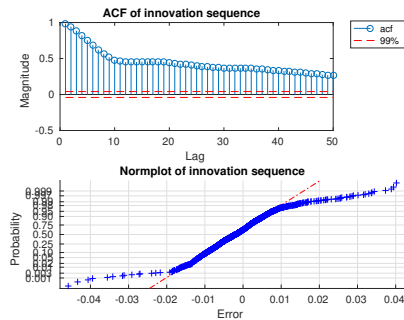 ACF of innovation sequence
1
0.5
0
-0.5
Magnitude
0 10 20 30 40 50
Lag
acf
99%
Normplot of innovation sequence
0.999
0.997
0.99
0.98
0.95
0.90
0.75
0.50
0.25
0.10
0.05
0.02
0.01
0.003
0.001
Probability
-0.04 -0.03 -0.02 -0.01 0 0.01 0.02 0.03 0.04
Error